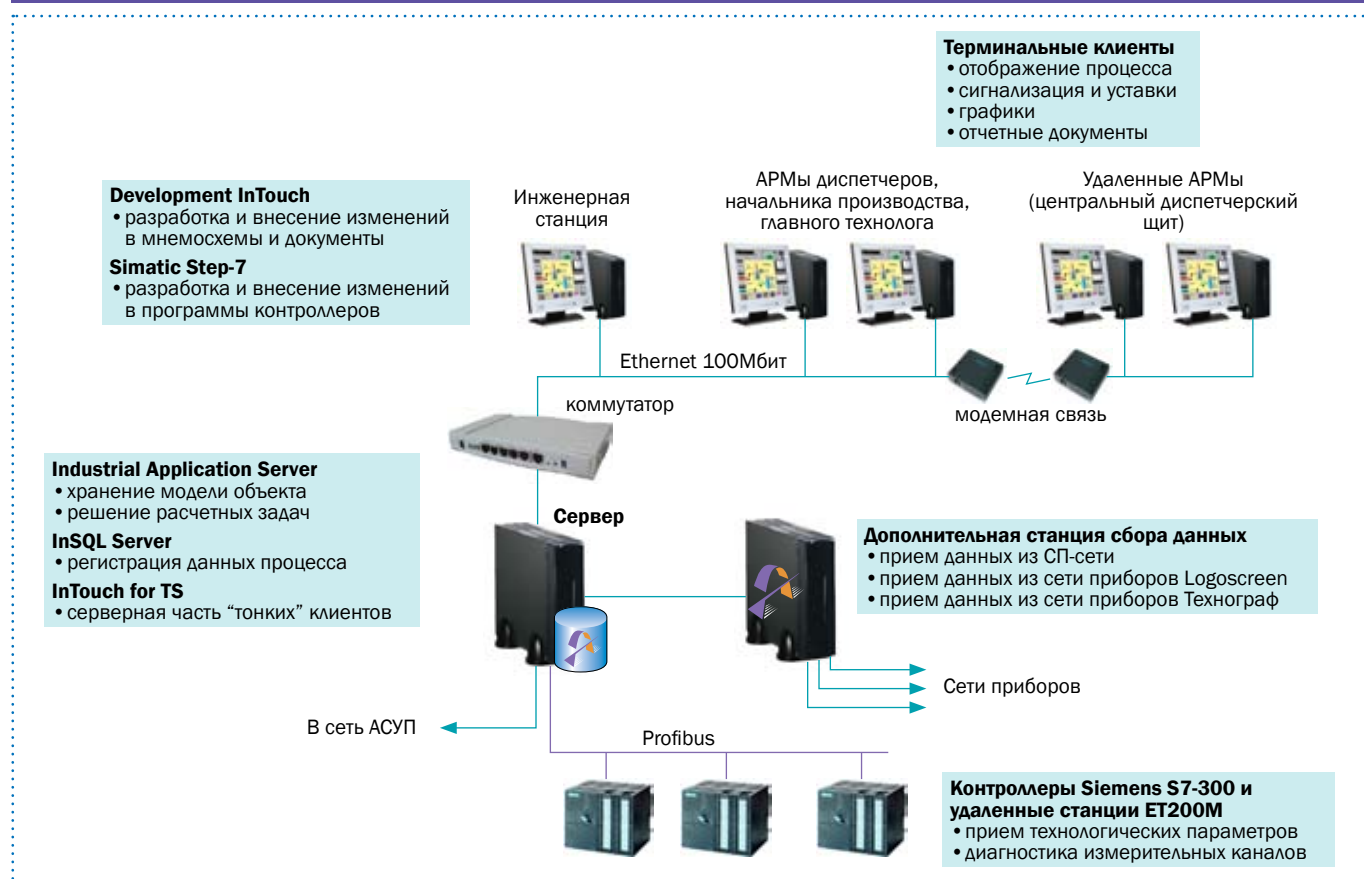 Терминальные клиенты
•отображение процесса
•сигнализация и уставки
•графики
•отчетные документы
Development InTouch
•разработка и внесение изменений
в мнемосхемы и документы
Simatic Step-7
•разработка и внесение изменений
в программы контроллеров
Инженерная
станция
АРМы диспетчеров,
начальника производства,
главного технолога
Удаленные АРМы
(центральный диспетчерский
щит)
Ethernet 100Мбит
коммутатор
модемная связь
Industrial Application Server
•хранение модели объекта
•решение расчетных задач
InSQL Server
•регистрация данных процесса
InTouch for TS
•серверная часть “тонких” клиентов
Сервер
Дополнительная станция сбора данных
•прием данных из СП-сети
•прием данных из сети приборов Logoscreen
•прием данных из сети приборов Технограф
Сети приборов
В сеть АСУП
Profibus
Контроллеры Siemens S7-300 и
удаленные станции ET200M
•прием технологических параметров
•диагностика измерительных каналов